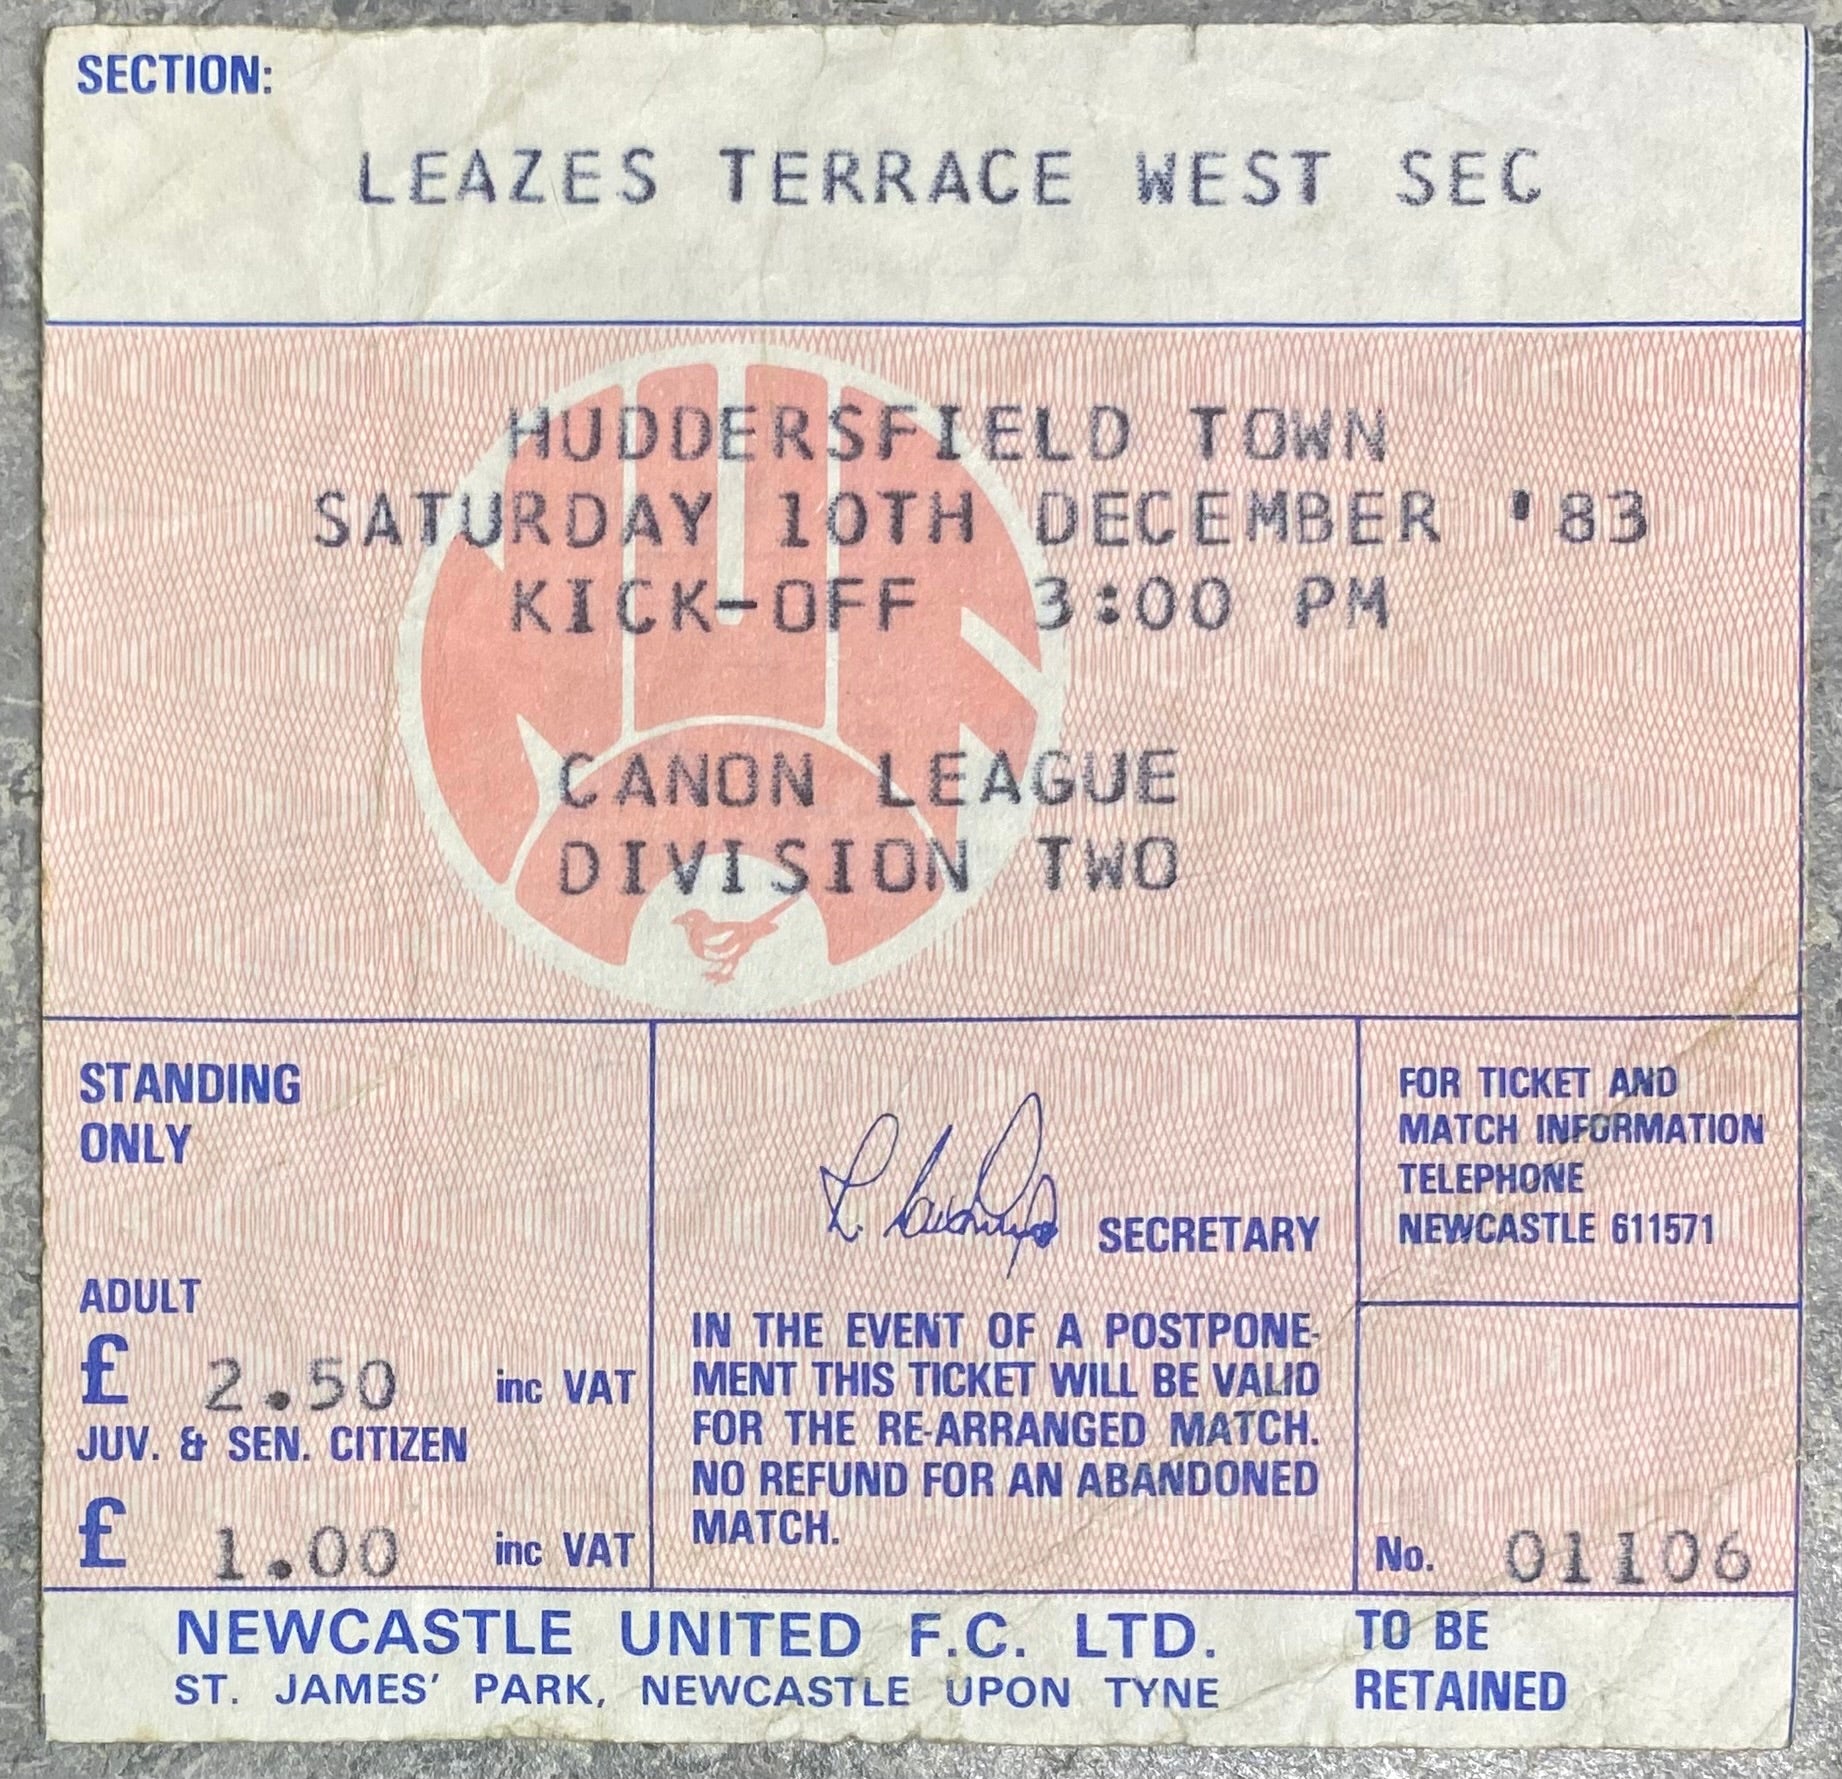 SECTION:
LEAZES TERRACE WEST SEC
HUDDERSFIELD TOWN
SATURDAY 10TH DECEMBER '83
KICK-OFF 3:00 PM
CANON LEAGUE
DIVISION TWO
STANDING
ONLY
ADULT
£ 2.50 inc VAT
JUV. & SEN. CITIZEN
£ 1.00 inc VAT
SECRETARY
IN THE EVENT OF A POSTPONE-
MENT THIS TICKET WILL BE VALID
FOR THE RE-ARRANGED MATCH.
NO REFUND FOR AN ABANDONED
MATCH.
FOR TICKET AND
MATCH INFORMATION
TELEPHONE
NEWCASTLE 611571
No. 01106
NEWCASTLE UNITED F.C. LTD.
ST. JAMES' PARK, NEWCASTLE UPON TYNE
TO BE
RETAINED